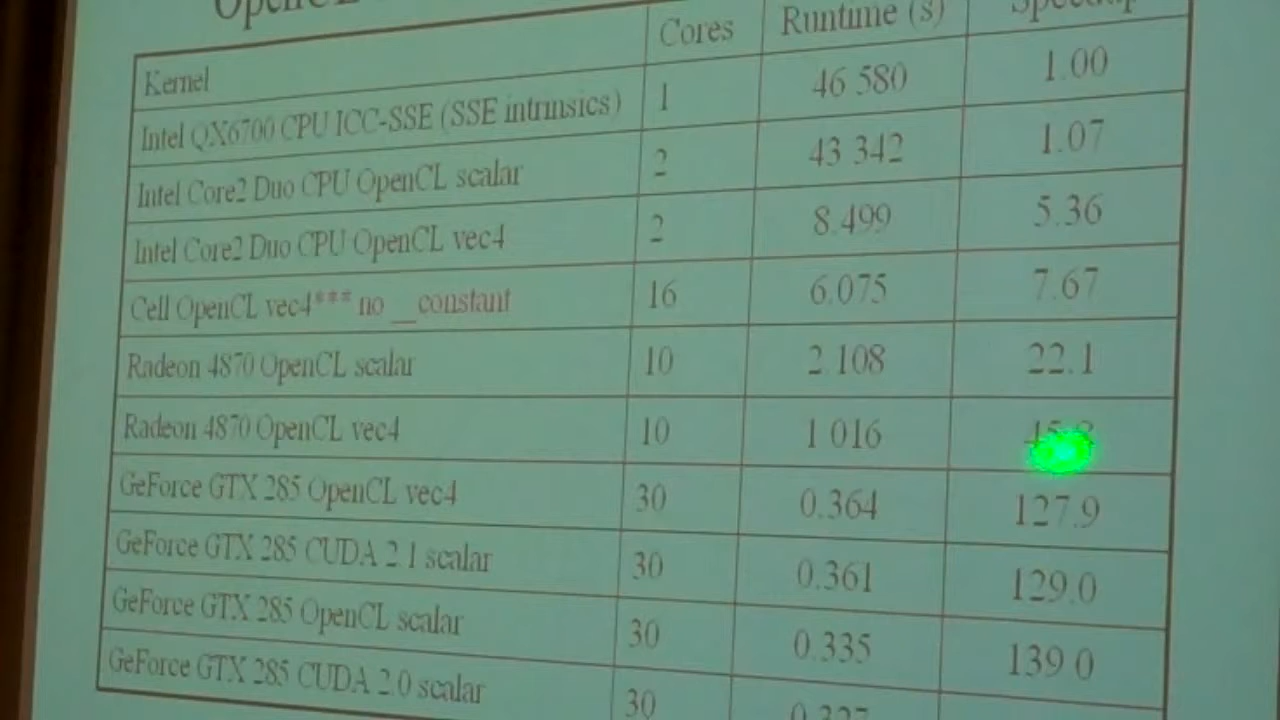 OpenCL
Kernel Cores Runtime (s) Speedup
Intel QX6700 CPU ICC-SSE (SSE intrinsics) 1 46.580 1.00
Intel Core2 Duo CPU OpenCL scalar 2 43.342 1.07
Intel Core2 Duo CPU OpenCL vec4 2 8.499 5.36
Cell OpenCL vec4*** no __constant 16 6.075 7.67
Radeon 4870 OpenCL scalar 10 2.108 22.1
Radeon 4870 OpenCL vec4 10 1.016
GeForce GTX 285 OpenCL vec4 30 0.364 127.9
GeForce GTX 285 CUDA 2.1 scalar 30 0.361 129.0
GeForce GTX 285 OpenCL scalar 30 0.335 139.0
GeForce GTX 285 CUDA 2.0 scalar 30